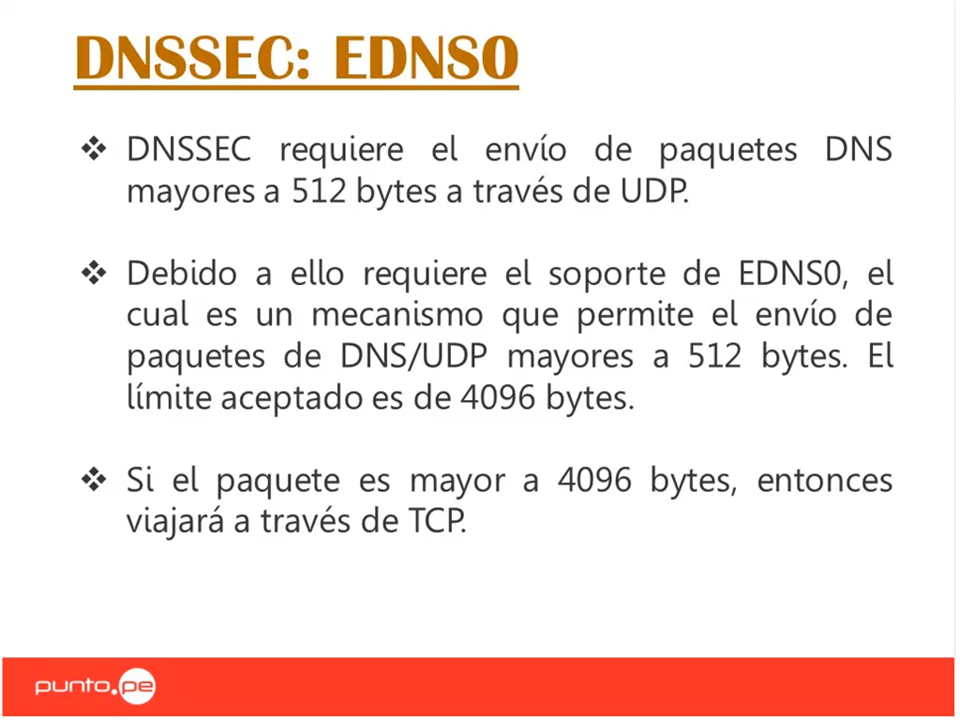 DNSSEC: EDNS0
❖ DNSSEC requiere el envío de paquetes DNS
mayores a 512 bytes a través de UDP.
❖ Debido a ello requiere el soporte de EDNS0, el
cual es un mecanismo que permite el envío de
paquetes de DNS/UDP mayores a 512 bytes. El
límite aceptado es de 4096 bytes.
❖ Si el paquete es mayor a 4096 bytes, entonces
viajará a través de TCP.
punto.pe